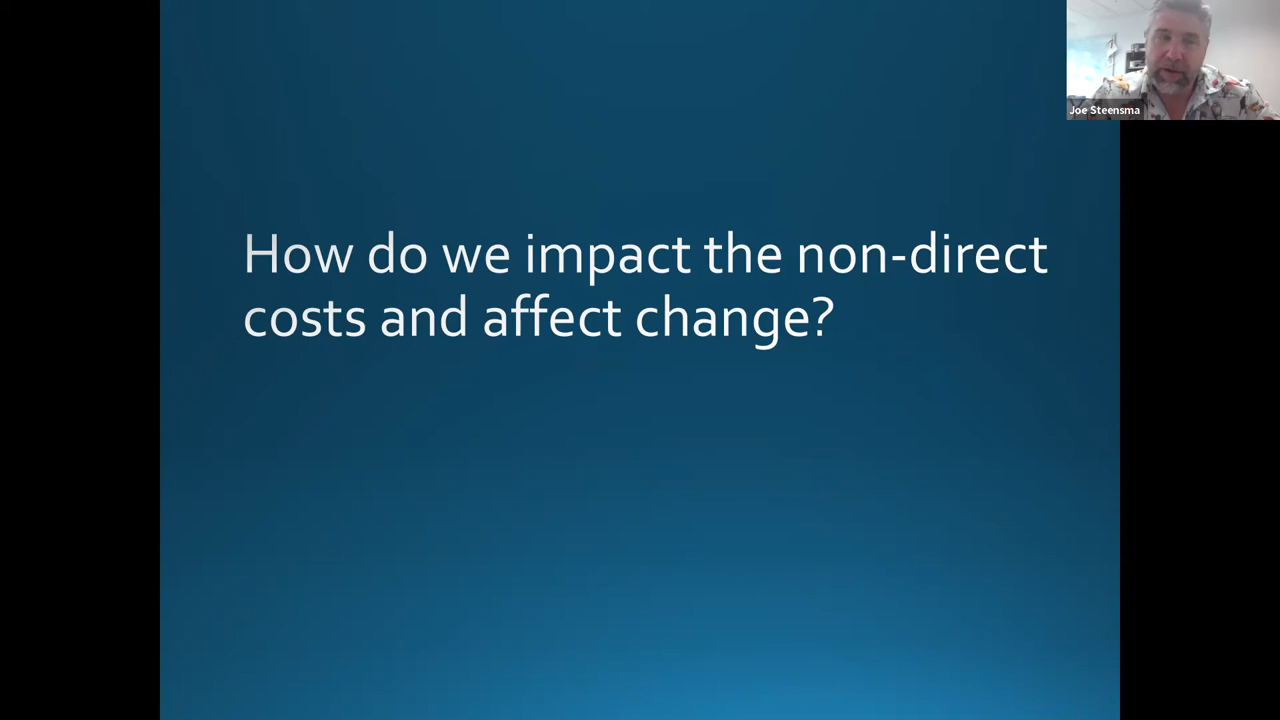 Joe Steensma
How do we impact the non-direct
costs and affect change?